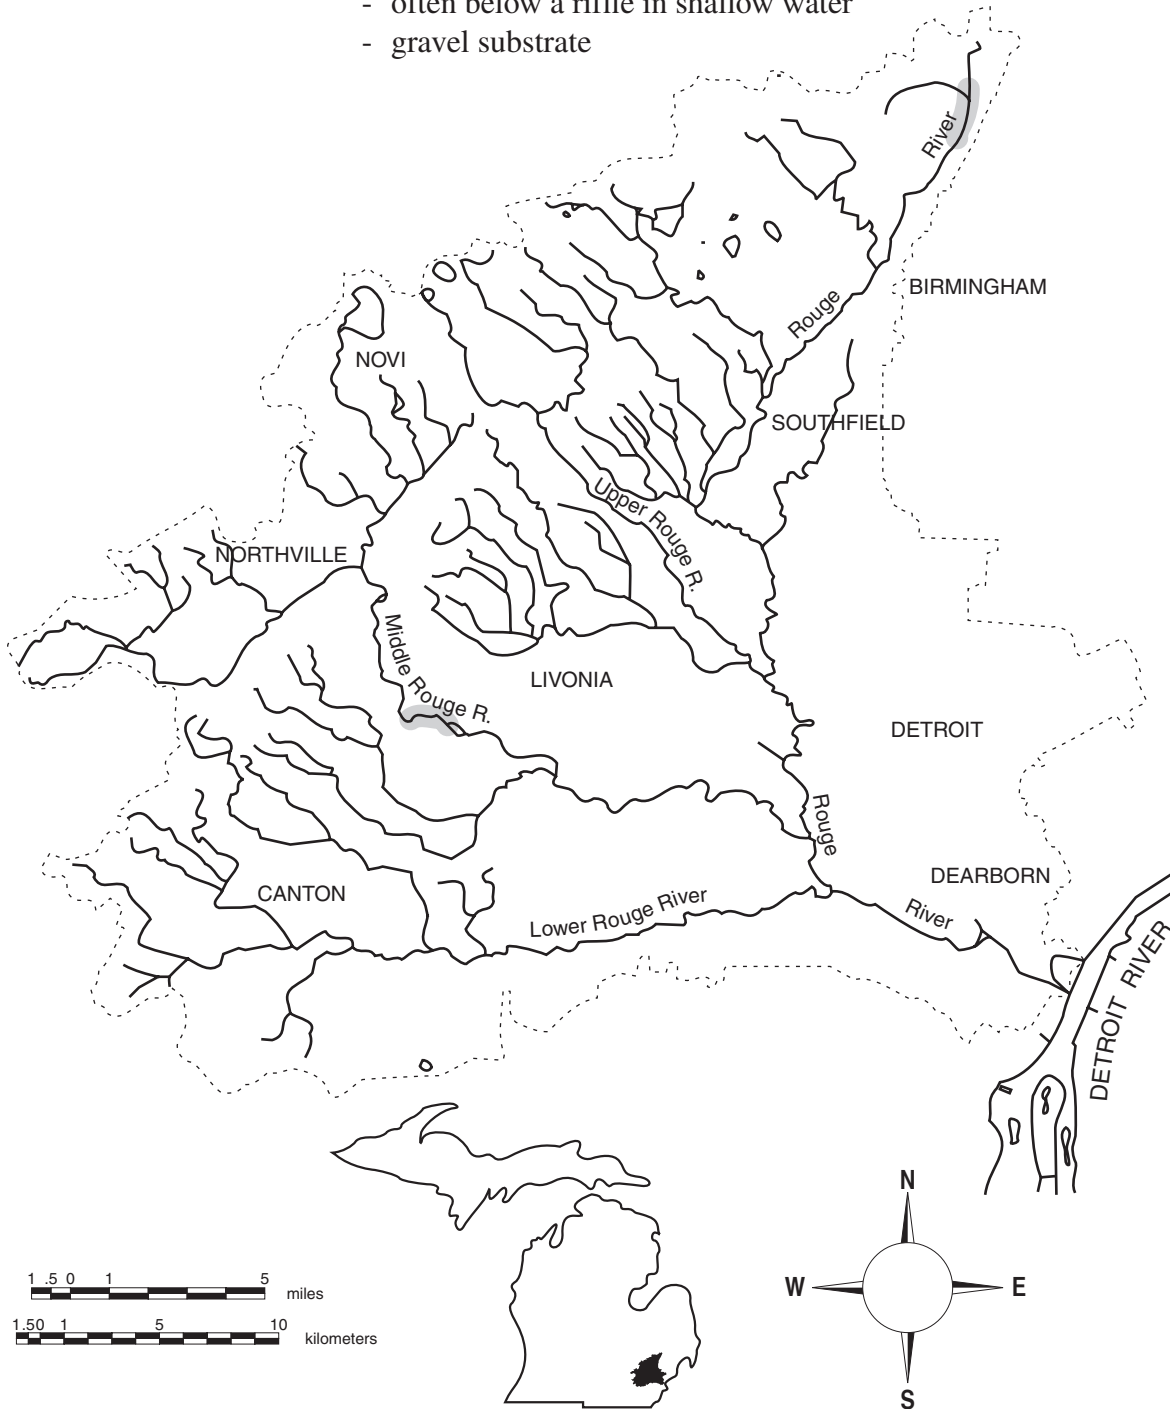 - often below a riffle in shallow water
- gravel substrate
River
BIRMINGHAM
Rouge
NOVI
SOUTHFIELD
Upper Rouge R.
NORTHVILLE
Middle Rouge R.
LIVONIA
DETROIT
Rouge
DEARBORN
CANTON
Lower Rouge River
River
DETROIT RIVER
N
W E
S
1 .5 0 1 5
miles
1.50 1 5 10
kilometers